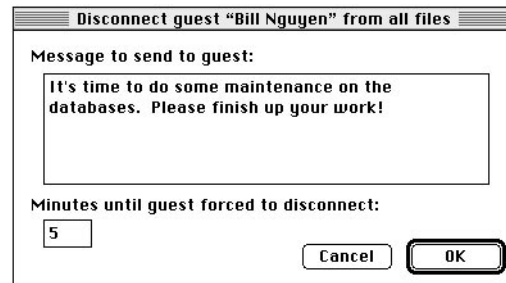 Disconnect guest “Bill Nguyen” from all files
Message to send to guest:
It's time to do some maintenance on the
databases.  Please finish up your work!
Minutes until guest forced to disconnect:
5
Cancel
OK